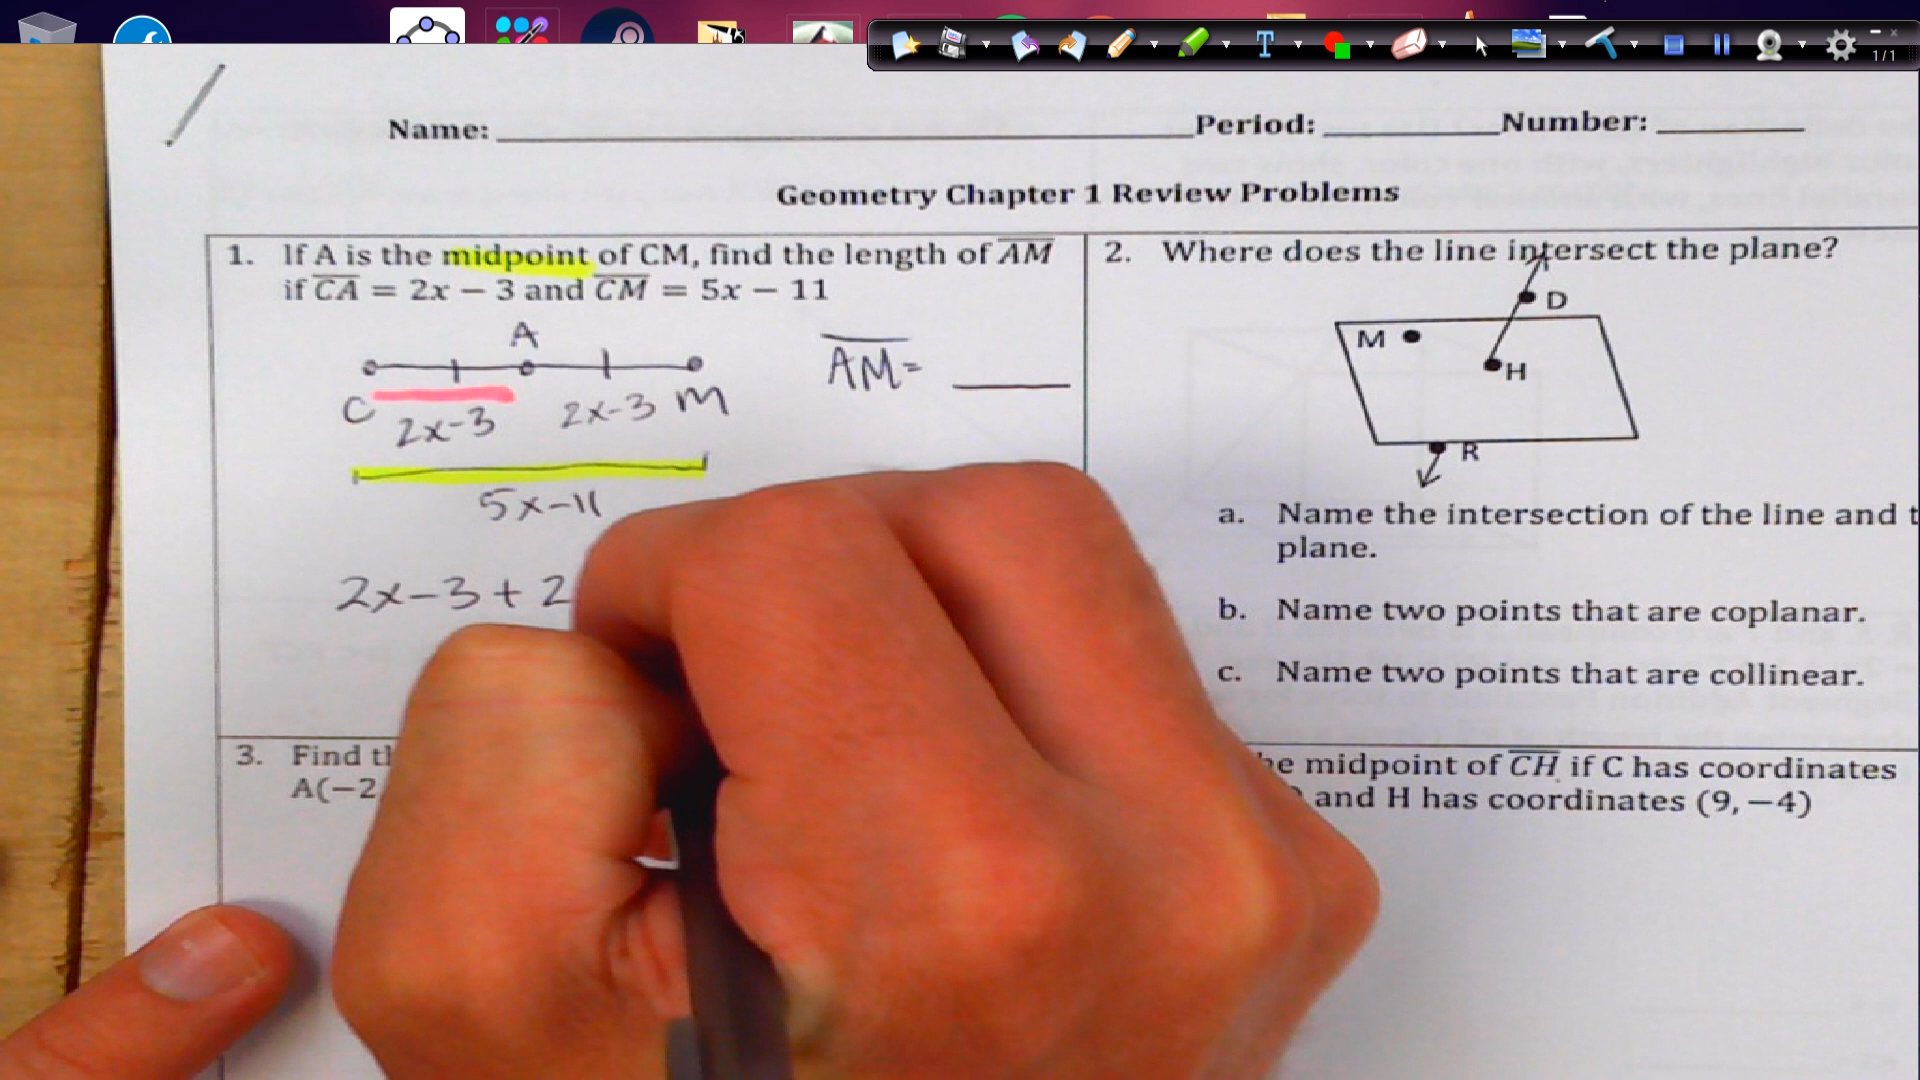 1/1
Name: Period: Number:
Geometry Chapter 1 Review Problems
1. If A is the midpoint of CM, find the length of AM
if CA = 2x − 3 and CM = 5x − 11
A
C
M
2x-3
2x-3
5x-11
AM=
2x-3+2
2. Where does the line intersect the plane?
D
M
H
R
a. Name the intersection of the line and
plane.
b. Name two points that are coplanar.
c. Name two points that are collinear.
3. Find
A(−2
midpoint of CH if C has coordinates
and H has coordinates (9, −4)